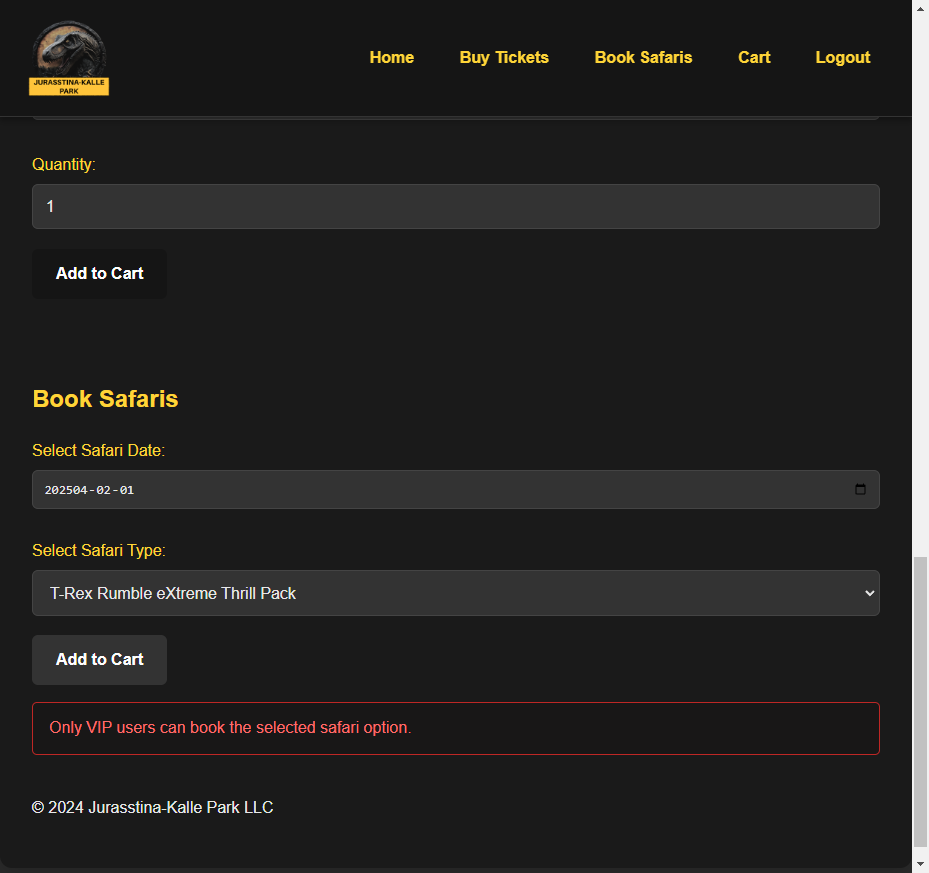 JURASSTINA-KALLE
PARK
Home Buy Tickets Book Safaris Cart Logout
Quantity:
1
Add to Cart
Book Safaris
Select Safari Date:
202504-02-01
Select Safari Type:
T-Rex Rumble eXtreme Thrill Pack
Add to Cart
Only VIP users can book the selected safari option.
© 2024 Jurasstina-Kalle Park LLC